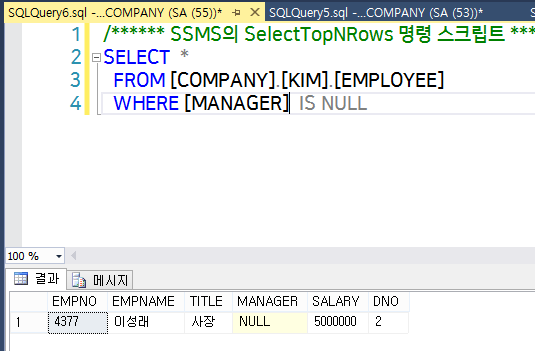 SQLQuery6.sql -...COMPANY (SA (55))* SQLQuery5.sql -...COMPANY (SA (53))* S
1 /****** SSMS의 SelectTopNRows 명령 스크립트 ***
2 SELECT *
3 FROM [COMPANY].[KIM].[EMPLOYEE]
4 WHERE [MANAGER] IS NULL
100 %
결과 메시지
EMPNO EMPNAME TITLE MANAGER SALARY DNO
1 4377 이성래 사장 NULL 5000000 2